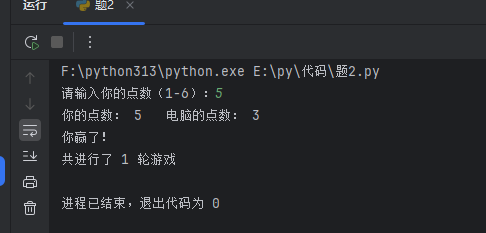 运行
题2
F:\python313\python.exe E:\py\代码\题2.py
请输入你的点数（1-6）：5
你的点数： 5   电脑的点数： 3
你赢了!
共进行了 1 轮游戏
进程已结束，退出代码为 0